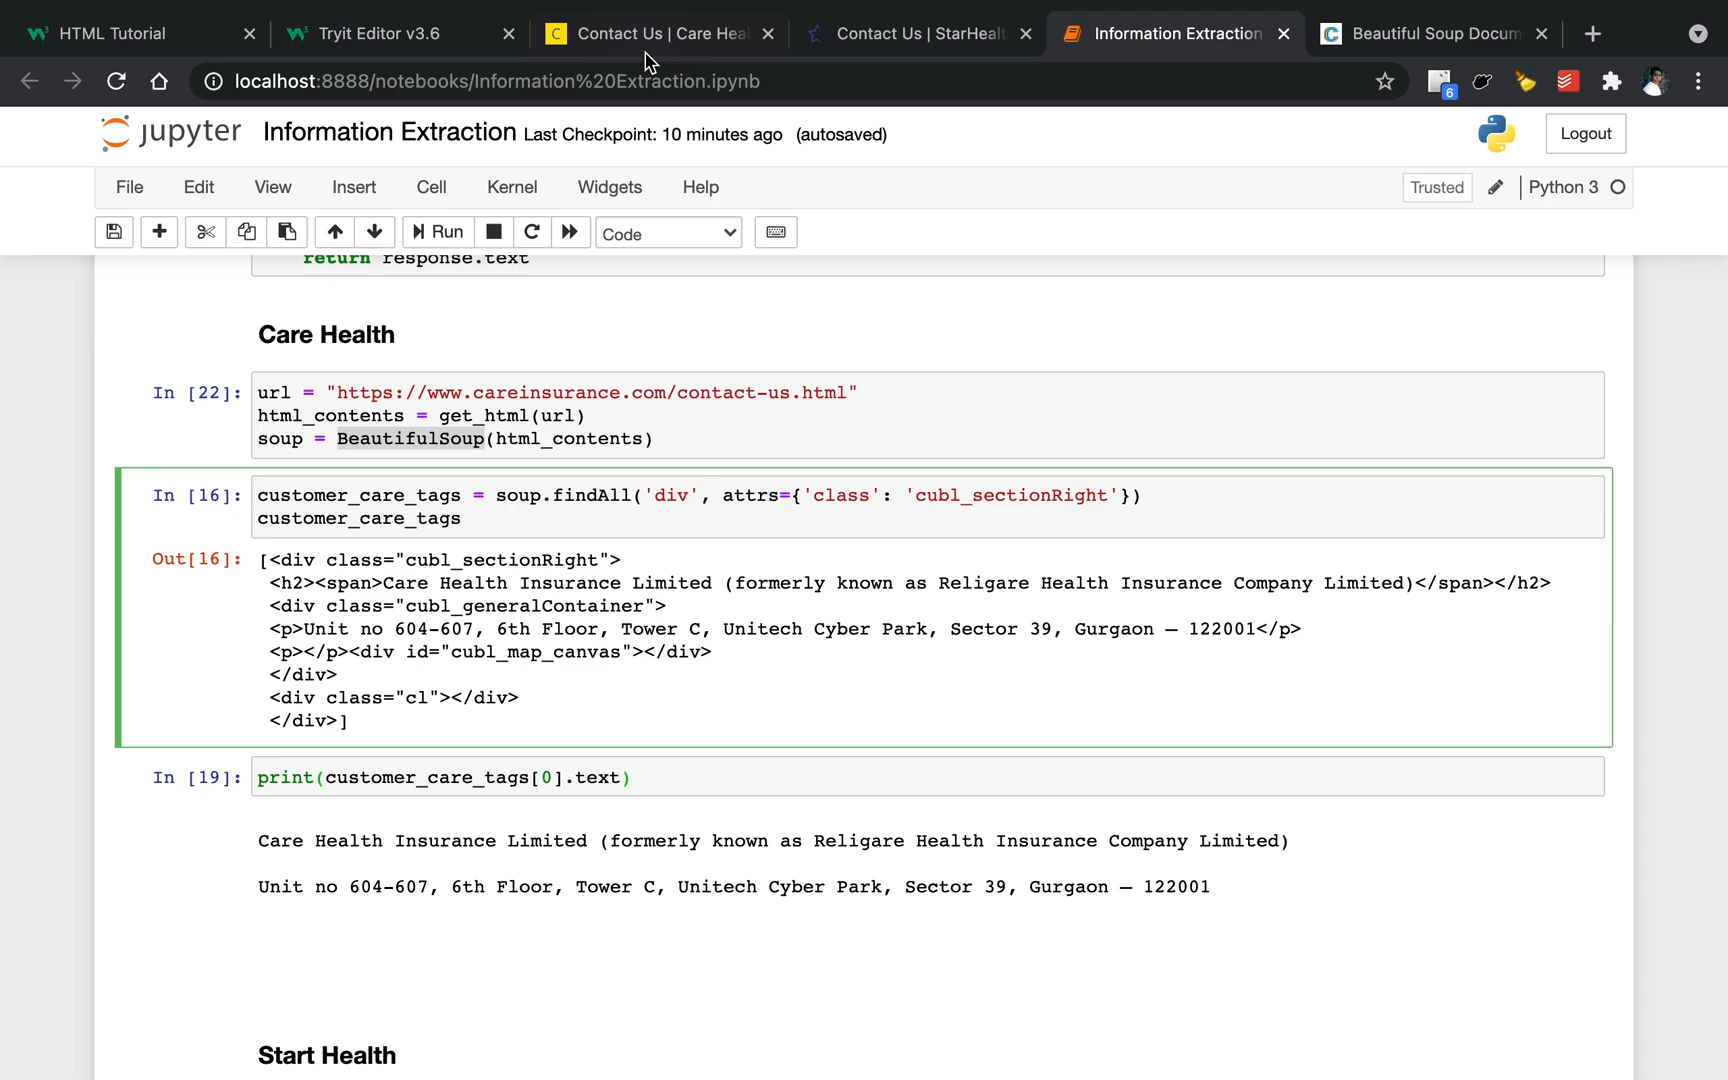 HTML Tutorial
Tryit Editor v3.6
Contact Us | Care Heal
Contact Us | StarHealt
Information Extraction
Beautiful Soup Docum
localhost:8888/notebooks/Information%20Extraction.ipynb
6
jupyter Information Extraction Last Checkpoint: 10 minutes ago (autosaved)
Logout
File Edit View Insert Cell Kernel Widgets Help
Trusted
Python 3
Run
Code
return response.text
Care Health
In [22]: url = "https://www.careinsurance.com/contact-us.html"
html_contents = get_html(url)
soup = BeautifulSoup(html_contents)
In [16]: customer_care_tags = soup.findAll('div', attrs={'class': 'cubl_sectionRight'})
customer_care_tags
Out[16]: [<div class="cubl_sectionRight">
<h2><span>Care Health Insurance Limited (formerly known as Religare Health Insurance Company Limited)</span></h2>
<div class="cubl_generalContainer">
<p>Unit no 604-607, 6th Floor, Tower C, Unitech Cyber Park, Sector 39, Gurgaon – 122001</p>
<p></p><div id="cubl_map_canvas"></div>
</div>
<div class="cl"></div>
</div>]
In [19]: print(customer_care_tags[0].text)
Care Health Insurance Limited (formerly known as Religare Health Insurance Company Limited)
Unit no 604-607, 6th Floor, Tower C, Unitech Cyber Park, Sector 39, Gurgaon – 122001
Start Health